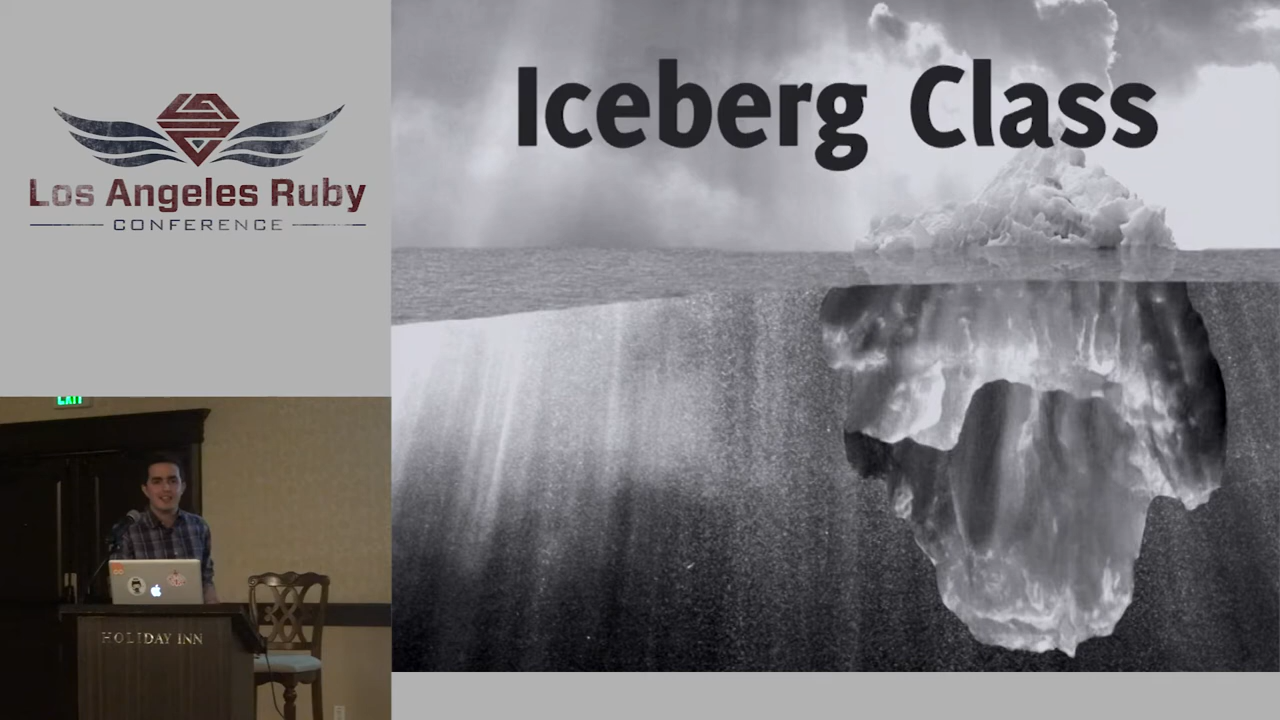 Iceberg Class
Los Angeles Ruby
CONFERENCE
EXIT
HOLIDAY INN